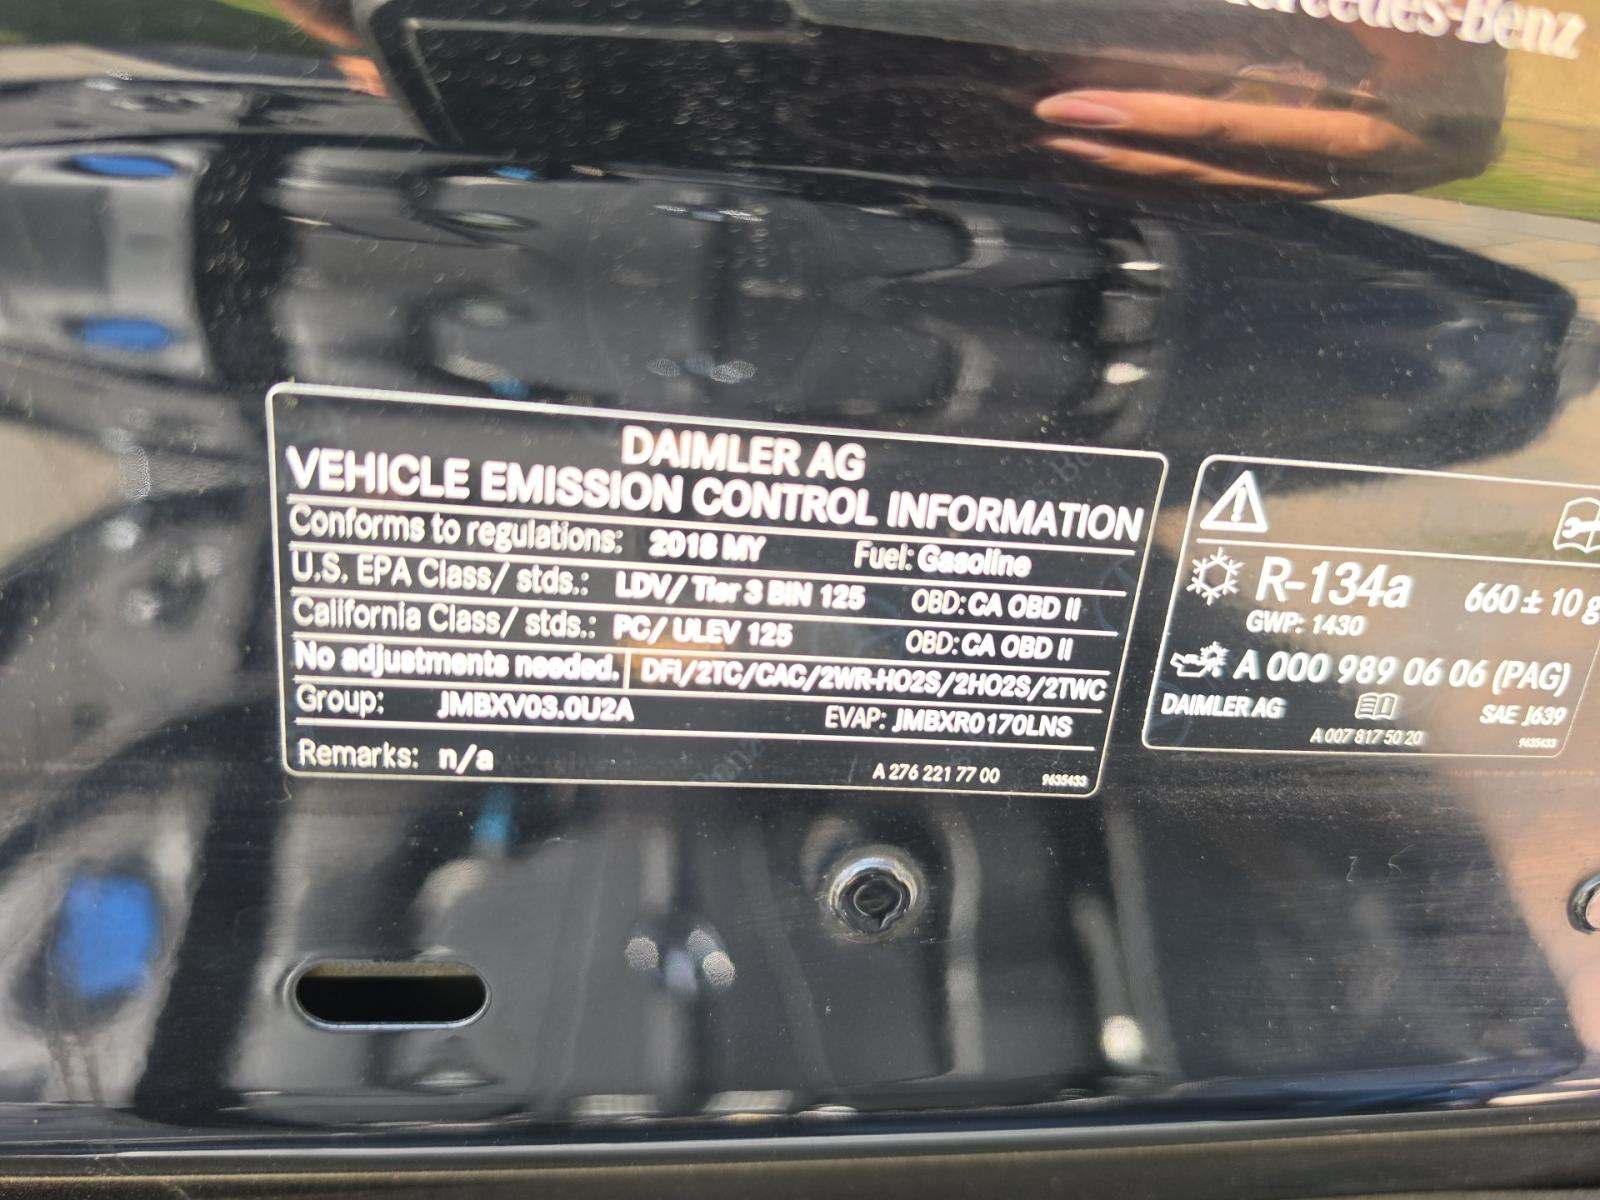 Mercedes-Benz
DAIMLER AG
VEHICLE EMISSION CONTROL INFORMATION
Conforms to regulations: 2018 MY Fuel: Gasoline
U.S. EPA Class/ stds.: LDV/ Tier 3 BIN 125 OBD: CA OBD II
California Class/ stds.: PC/ ULEV 125 OBD: CA OBD II
No adjustments needed. DFI/2TC/CAC/2WR-HO2S/2HO2S/2TWC
Group: JMBXV03.0U2A EVAP: JMBXR0170LNS
Remarks: n/a
A 276 221 77 00 9635433
R-134a 660 ± 10 g
GWP: 1430
A 000 989 06 06 (PAG)
DAIMLER AG SAE J639
A 007 817 50 20 9635433